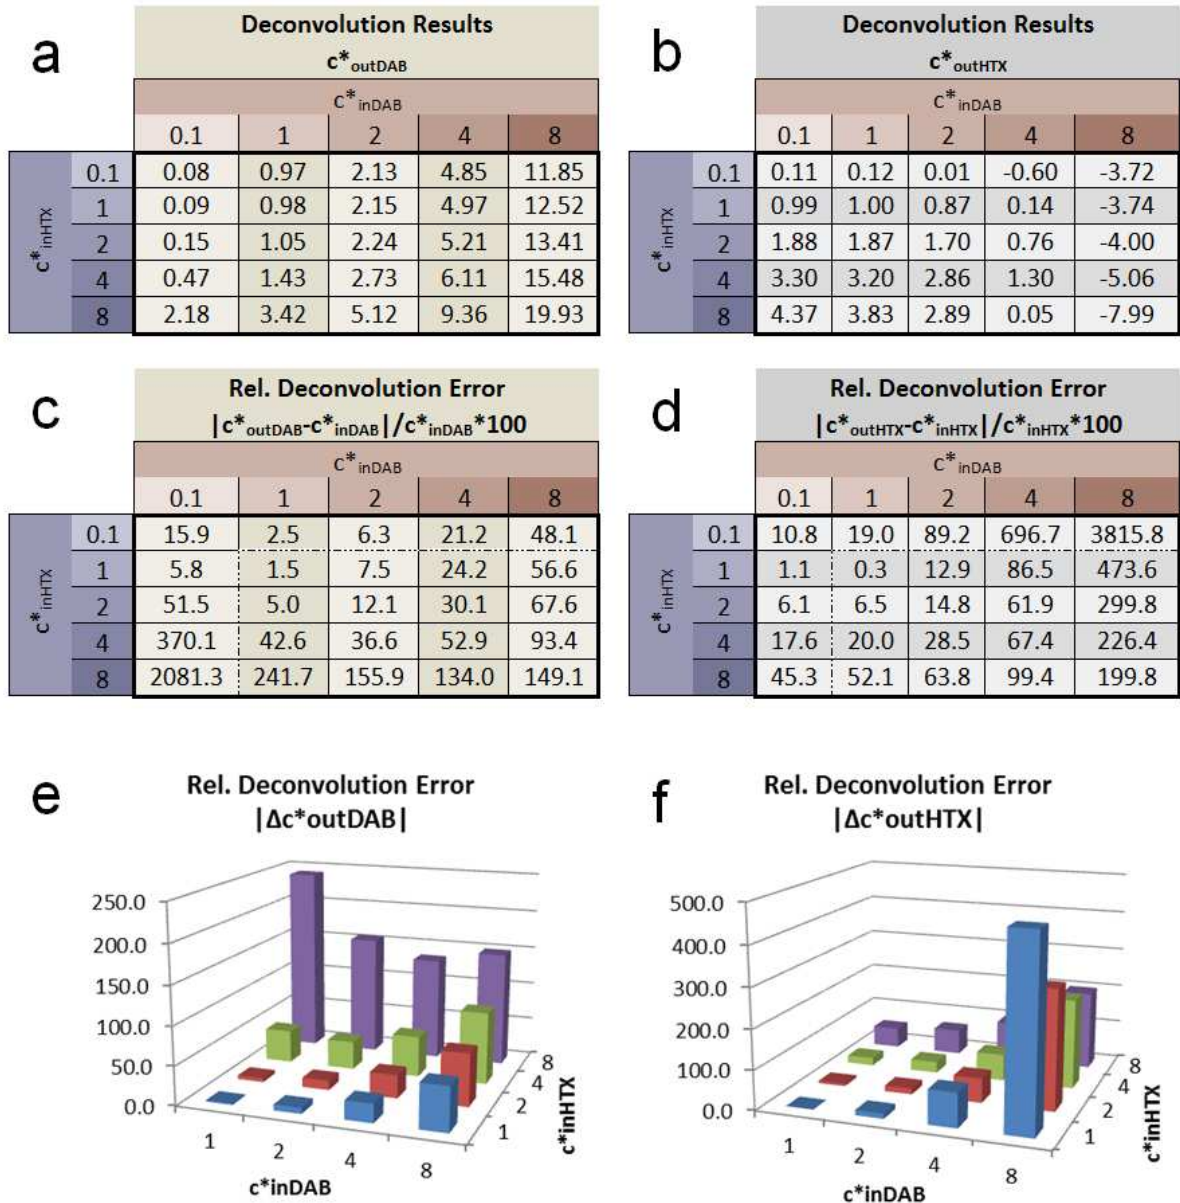 a
Deconvolution Results
c*outDAB
c*inDAB
0.1 1 2 4 8
c*inHTX
0.1 0.08 0.97 2.13 4.85 11.85
1 0.09 0.98 2.15 4.97 12.52
2 0.15 1.05 2.24 5.21 13.41
4 0.47 1.43 2.73 6.11 15.48
8 2.18 3.42 5.12 9.36 19.93
b
Deconvolution Results
c*outHTX
c*inDAB
0.1 1 2 4 8
c*inHTX
0.1 0.11 0.12 0.01 -0.60 -3.72
1 0.99 1.00 0.87 0.14 -3.74
2 1.88 1.87 1.70 0.76 -4.00
4 3.30 3.20 2.86 1.30 -5.06
8 4.37 3.83 2.89 0.05 -7.99
c
Rel. Deconvolution Error
|c*outDAB-c*inDAB|/c*inDAB*100
c*inDAB
0.1 1 2 4 8
c*inHTX
0.1 15.9 2.5 6.3 21.2 48.1
1 5.8 1.5 7.5 24.2 56.6
2 51.5 5.0 12.1 30.1 67.6
4 370.1 42.6 36.6 52.9 93.4
8 2081.3 241.7 155.9 134.0 149.1
d
Rel. Deconvolution Error
|c*outHTX-c*inHTX|/c*inHTX*100
c*inDAB
0.1 1 2 4 8
c*inHTX
0.1 10.8 19.0 89.2 696.7 3815.8
1 1.1 0.3 12.9 86.5 473.6
2 6.1 6.5 14.8 61.9 299.8
4 17.6 20.0 28.5 67.4 226.4
8 45.3 52.1 63.8 99.4 199.8
e
Rel. Deconvolution Error
|Δc*outDAB|
250.0
200.0
150.0
100.0
50.0
0.0
1 2 4 8
c*inDAB
8
4
2
1
c*inHTX
f
Rel. Deconvolution Error
|Δc*outHTX|
500.0
400.0
300.0
200.0
100.0
0.0
1 2 4 8
c*inDAB
8
4
2
1
c*inHTX